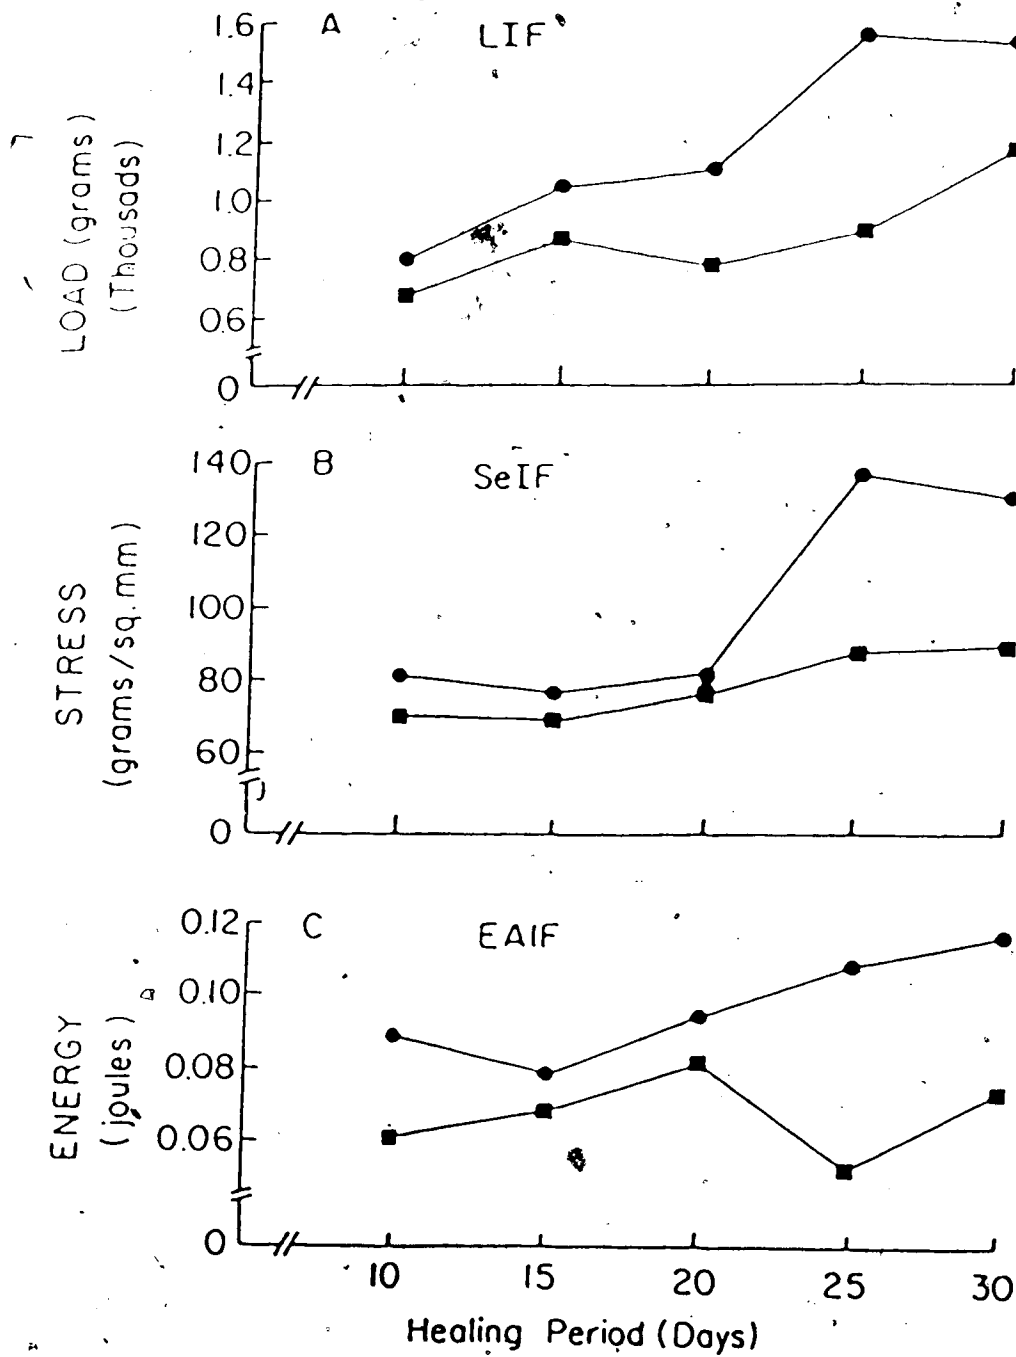 A
LIF
1.6
1.4
1.2
1.0
0.8
0.6
0
LOAD (grams)
(Thousads)
B
SeIF
140
120
100
80
60
0
STRESS
(grams/sq.mm)
C
EAIF
0.12
0.10
0.08
0.06
0
ENERGY
(joules)
10 15 20 25 30
Healing Period (Days)